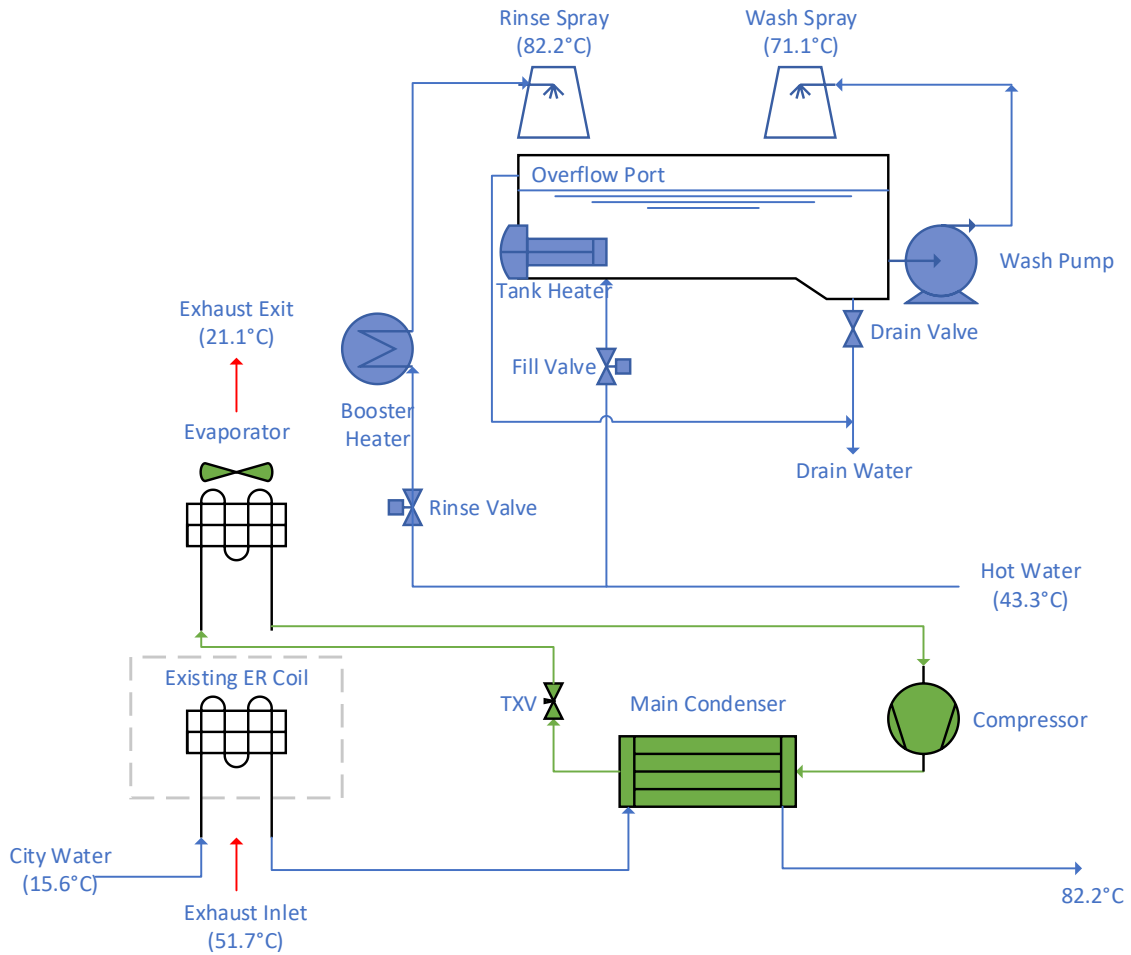 Rinse Spray
(82.2°C)
Wash Spray
(71.1°C)
Overflow Port
Wash Pump
Tank Heater
Exhaust Exit
(21.1°C)
Drain Valve
Fill Valve
Booster
Heater
Evaporator
Drain Water
Rinse Valve
Hot Water
(43.3°C)
Existing ER Coil
TXV
Main Condenser
Compressor
City Water
(15.6°C)
82.2°C
Exhaust Inlet
(51.7°C)